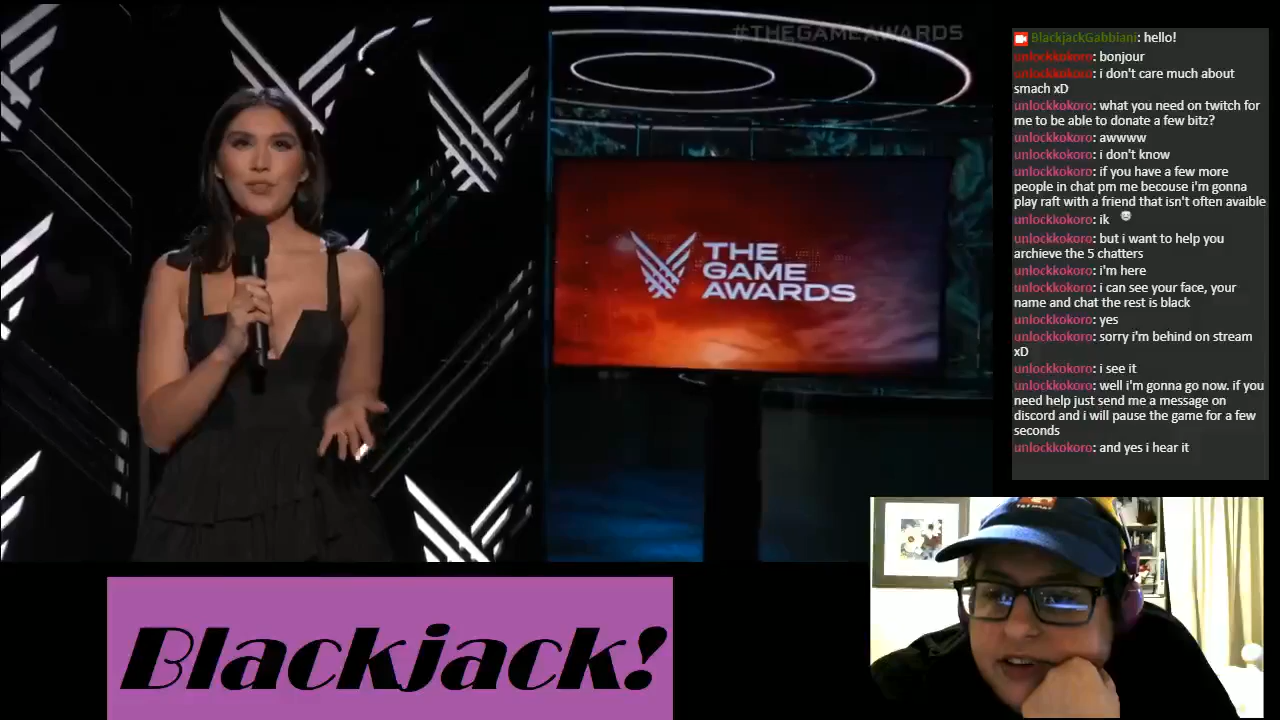 #THEGAMEAWARDS
THE
GAME
AWARDS
BlackjackGabbiani: hello!
unlockkokoro: bonjour
unlockkokoro: i don't care much about
smach xD
unlockkokoro: what you need on twitch for
me to be able to donate a few bitz?
unlockkokoro: awwww
unlockkokoro: i don't know
unlockkokoro: if you have a few more
people in chat pm me becouse i'm gonna
play raft with a friend that isn't often avaible
unlockkokoro: ik
unlockkokoro: but i want to help you
archieve the 5 chatters
unlockkokoro: i'm here
unlockkokoro: i can see your face, your
name and chat the rest is black
unlockkokoro: yes
unlockkokoro: sorry i'm behind on stream
xD
unlockkokoro: i see it
unlockkokoro: well i'm gonna go now. if you
need help just send me a message on
discord and i will pause the game for a few
seconds
unlockkokoro: and yes i hear it
Blackjack!